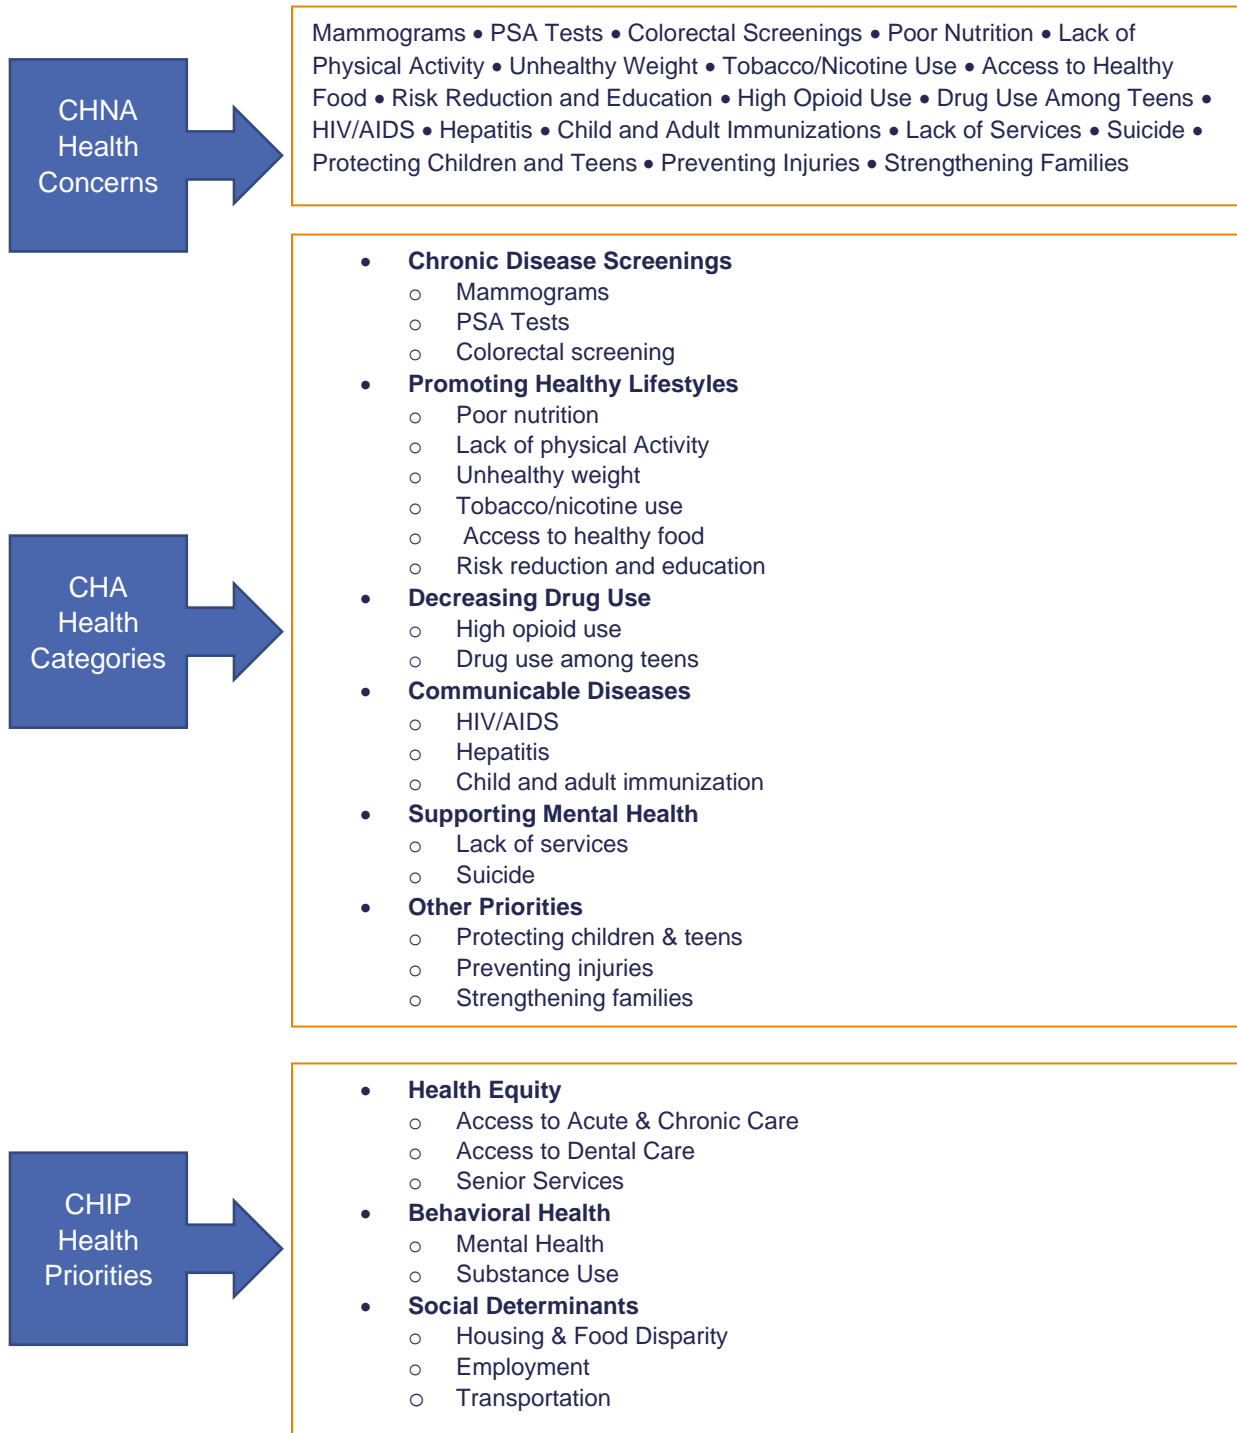 CHNA
Health
Concerns
Mammograms • PSA Tests • Colorectal Screenings • Poor Nutrition • Lack of
Physical Activity • Unhealthy Weight • Tobacco/Nicotine Use • Access to Healthy
Food • Risk Reduction and Education • High Opioid Use • Drug Use Among Teens •
HIV/AIDS • Hepatitis • Child and Adult Immunizations • Lack of Services • Suicide •
Protecting Children and Teens • Preventing Injuries • Strengthening Families
CHA
Health
Categories
• Chronic Disease Screenings
o Mammograms
o PSA Tests
o Colorectal screening
• Promoting Healthy Lifestyles
o Poor nutrition
o Lack of physical Activity
o Unhealthy weight
o Tobacco/nicotine use
o Access to healthy food
o Risk reduction and education
• Decreasing Drug Use
o High opioid use
o Drug use among teens
• Communicable Diseases
o HIV/AIDS
o Hepatitis
o Child and adult immunization
• Supporting Mental Health
o Lack of services
o Suicide
• Other Priorities
o Protecting children & teens
o Preventing injuries
o Strengthening families
CHIP
Health
Priorities
• Health Equity
o Access to Acute & Chronic Care
o Access to Dental Care
o Senior Services
• Behavioral Health
o Mental Health
o Substance Use
• Social Determinants
o Housing & Food Disparity
o Employment
o Transportation